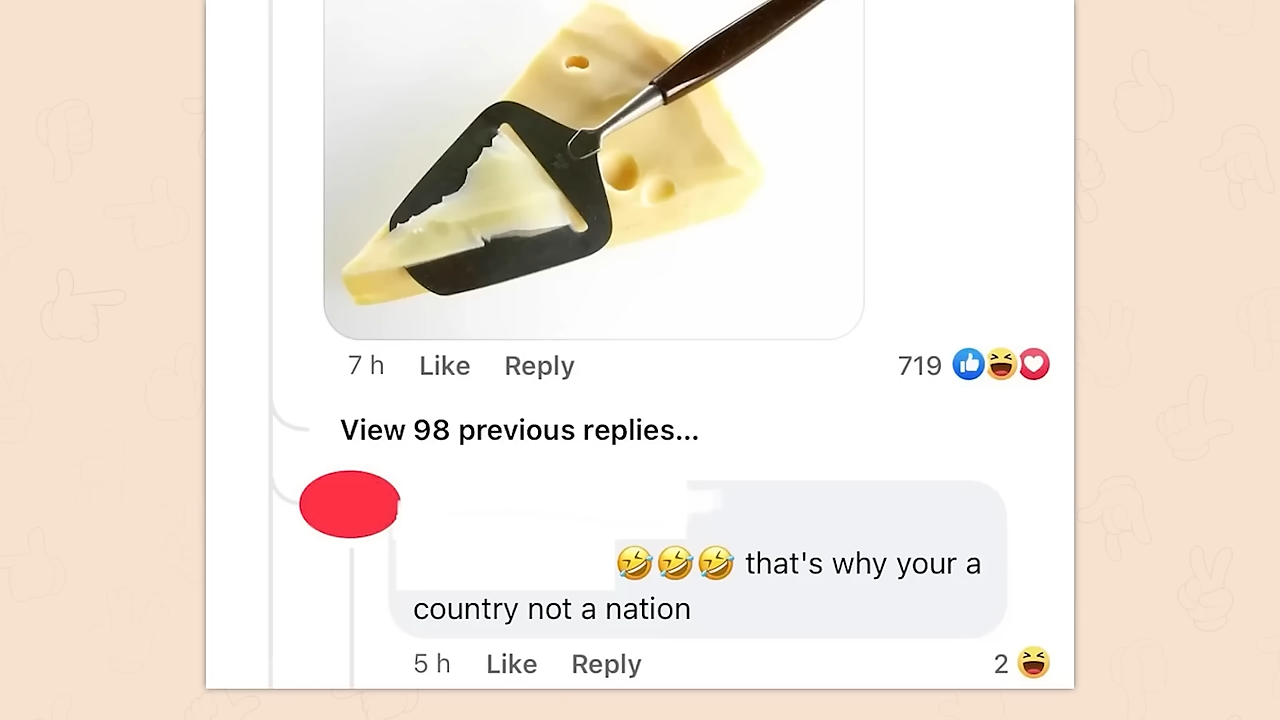 7 h Like Reply 719
View 98 previous replies...
🤣🤣🤣 that's why your a
country not a nation
5 h Like Reply 2